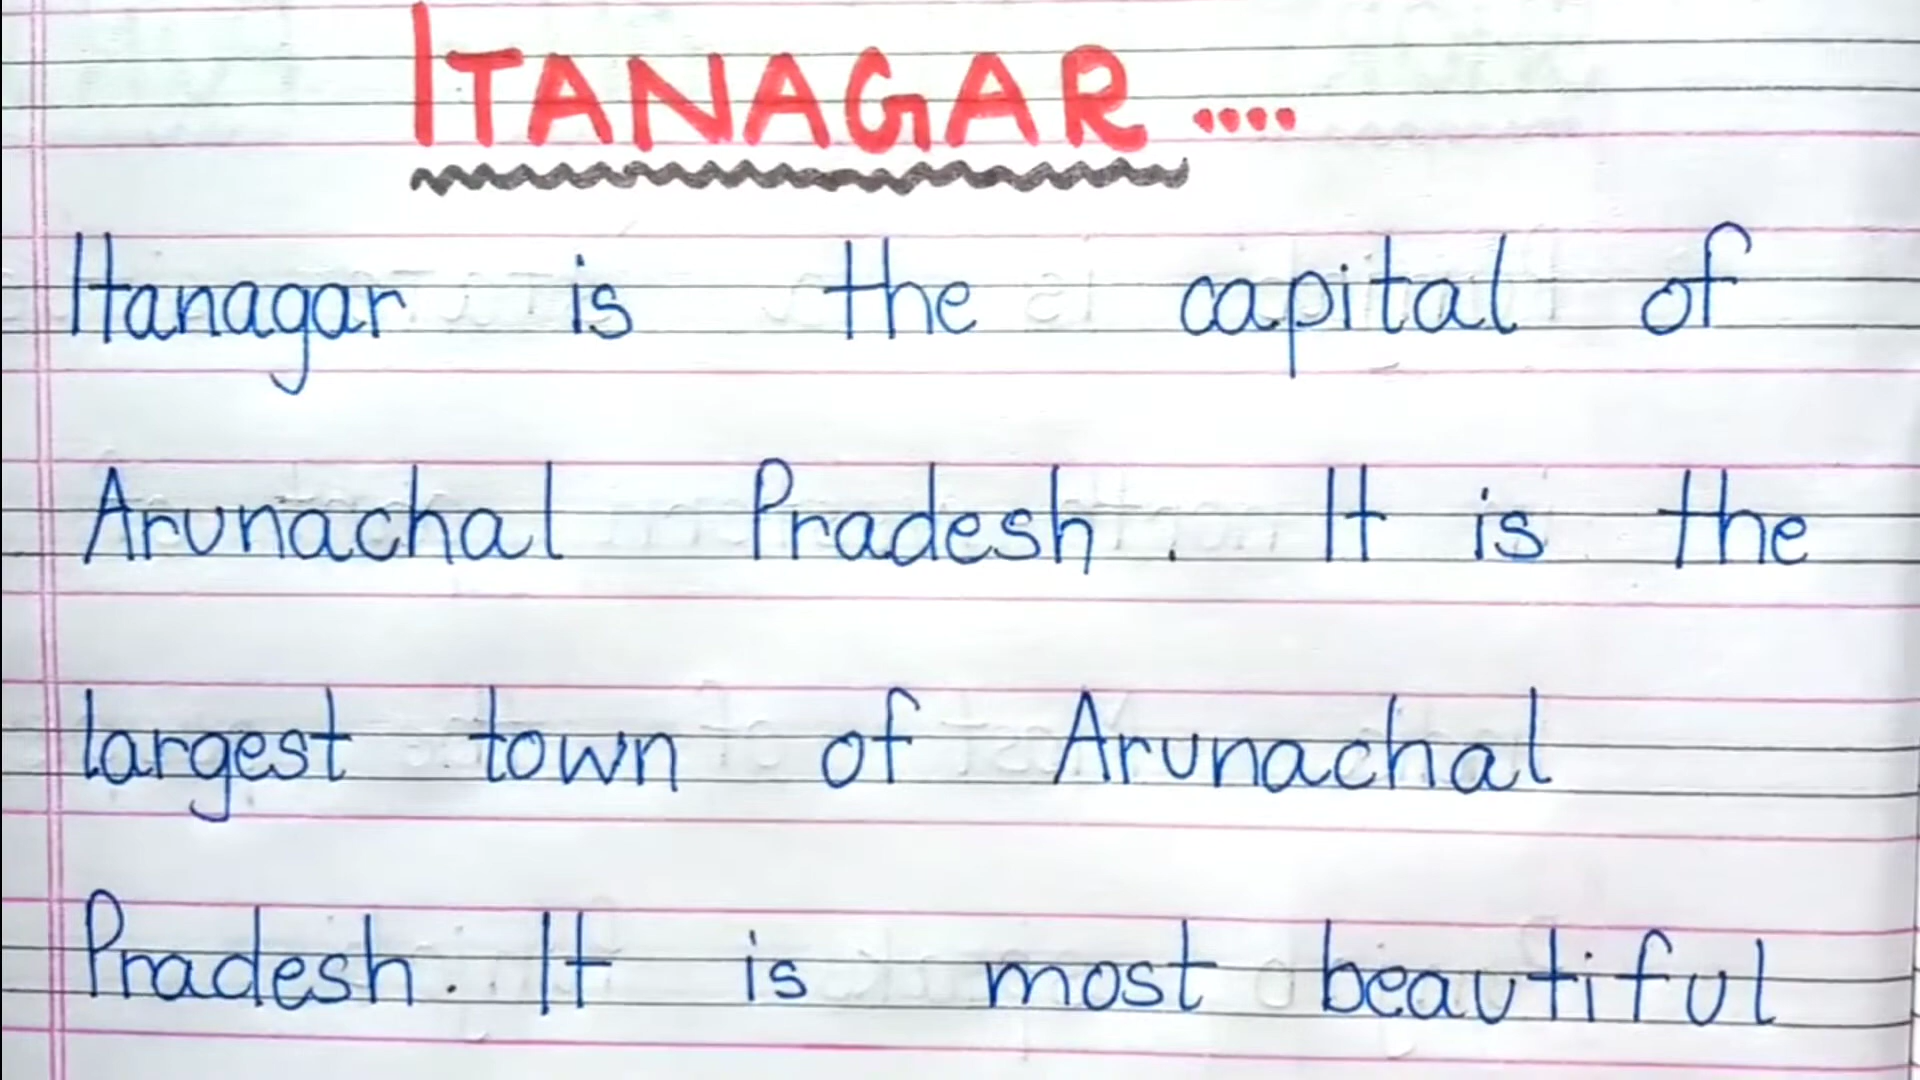 ITANAGAR ....
Itanagar is the capital of
Arunachal Pradesh. It is the
largest town of Arunachal
Pradesh. It is most beautiful